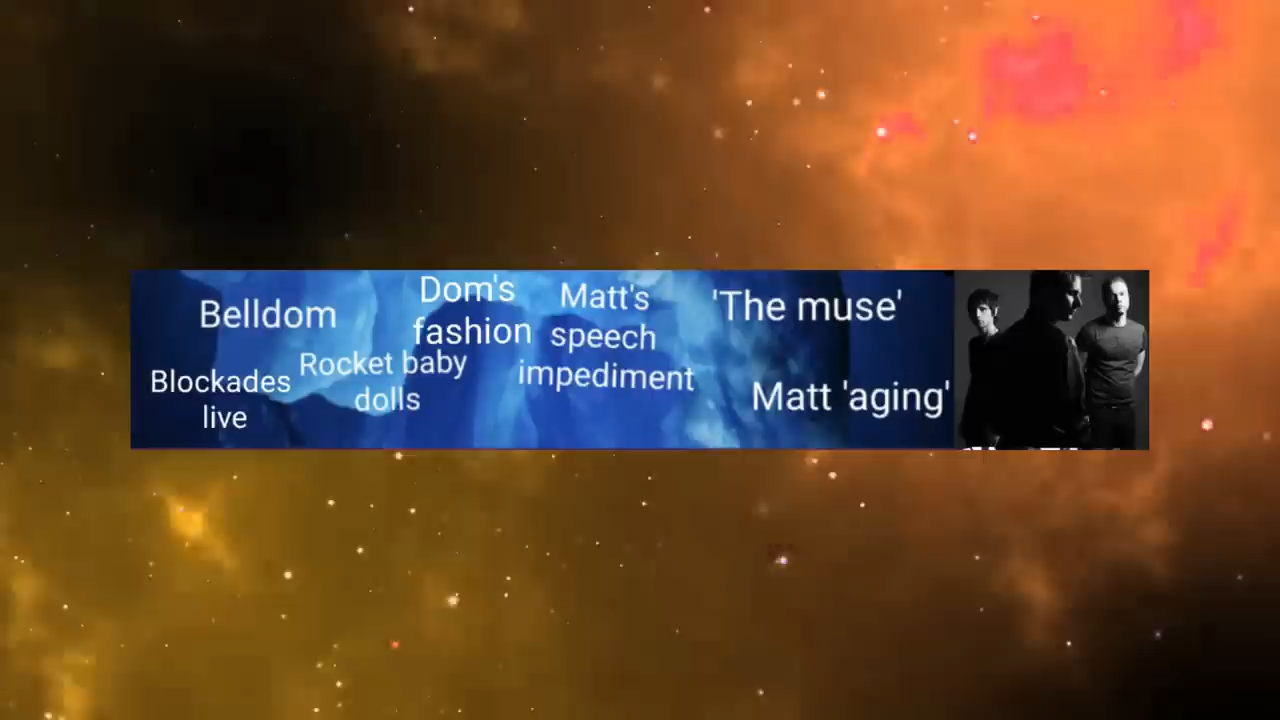 Belldom
Blockades
live
Rocket baby
dolls
Dom's
fashion
Matt's
speech
impediment
'The muse'
Matt 'aging'